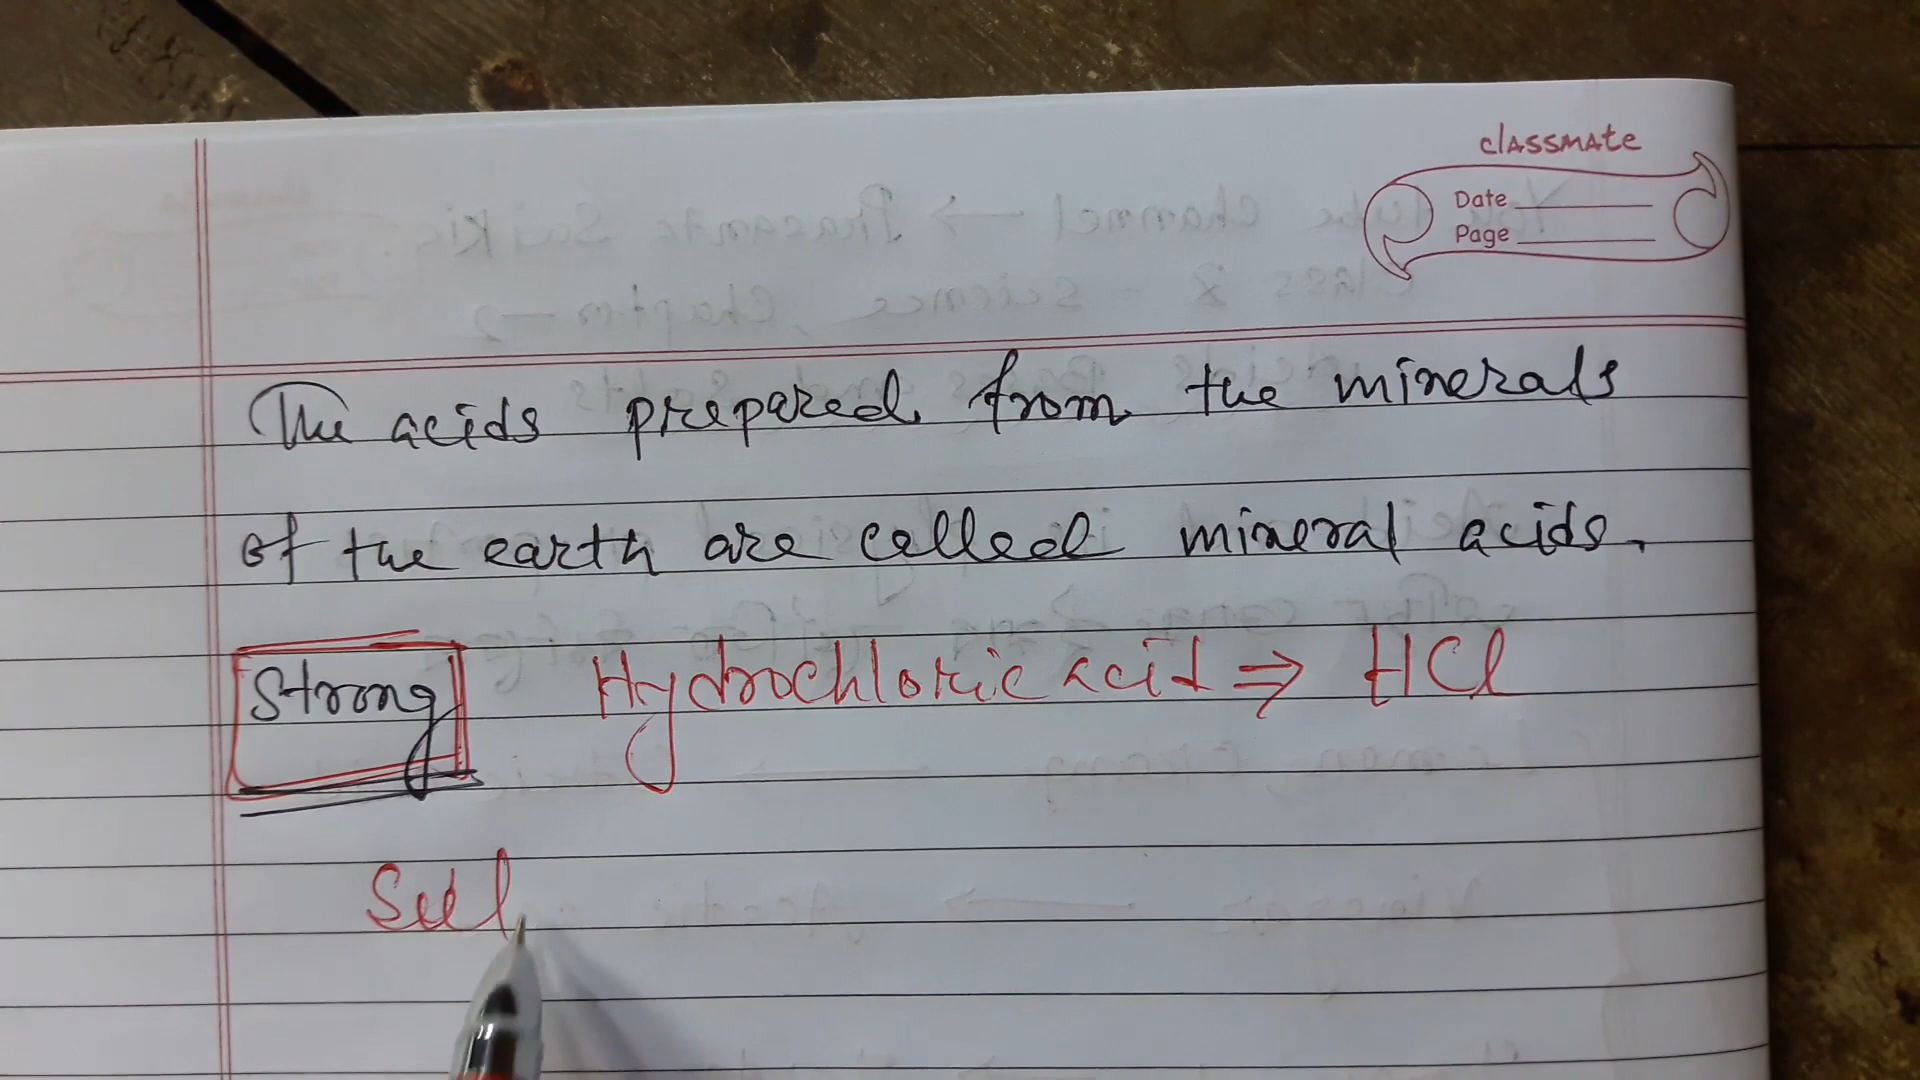 classmate
Date
Page
The acids prepared from the minerals
of the earth are called mineral acids.
Strong Hydrochloric acid ⇒ HCl
Sul